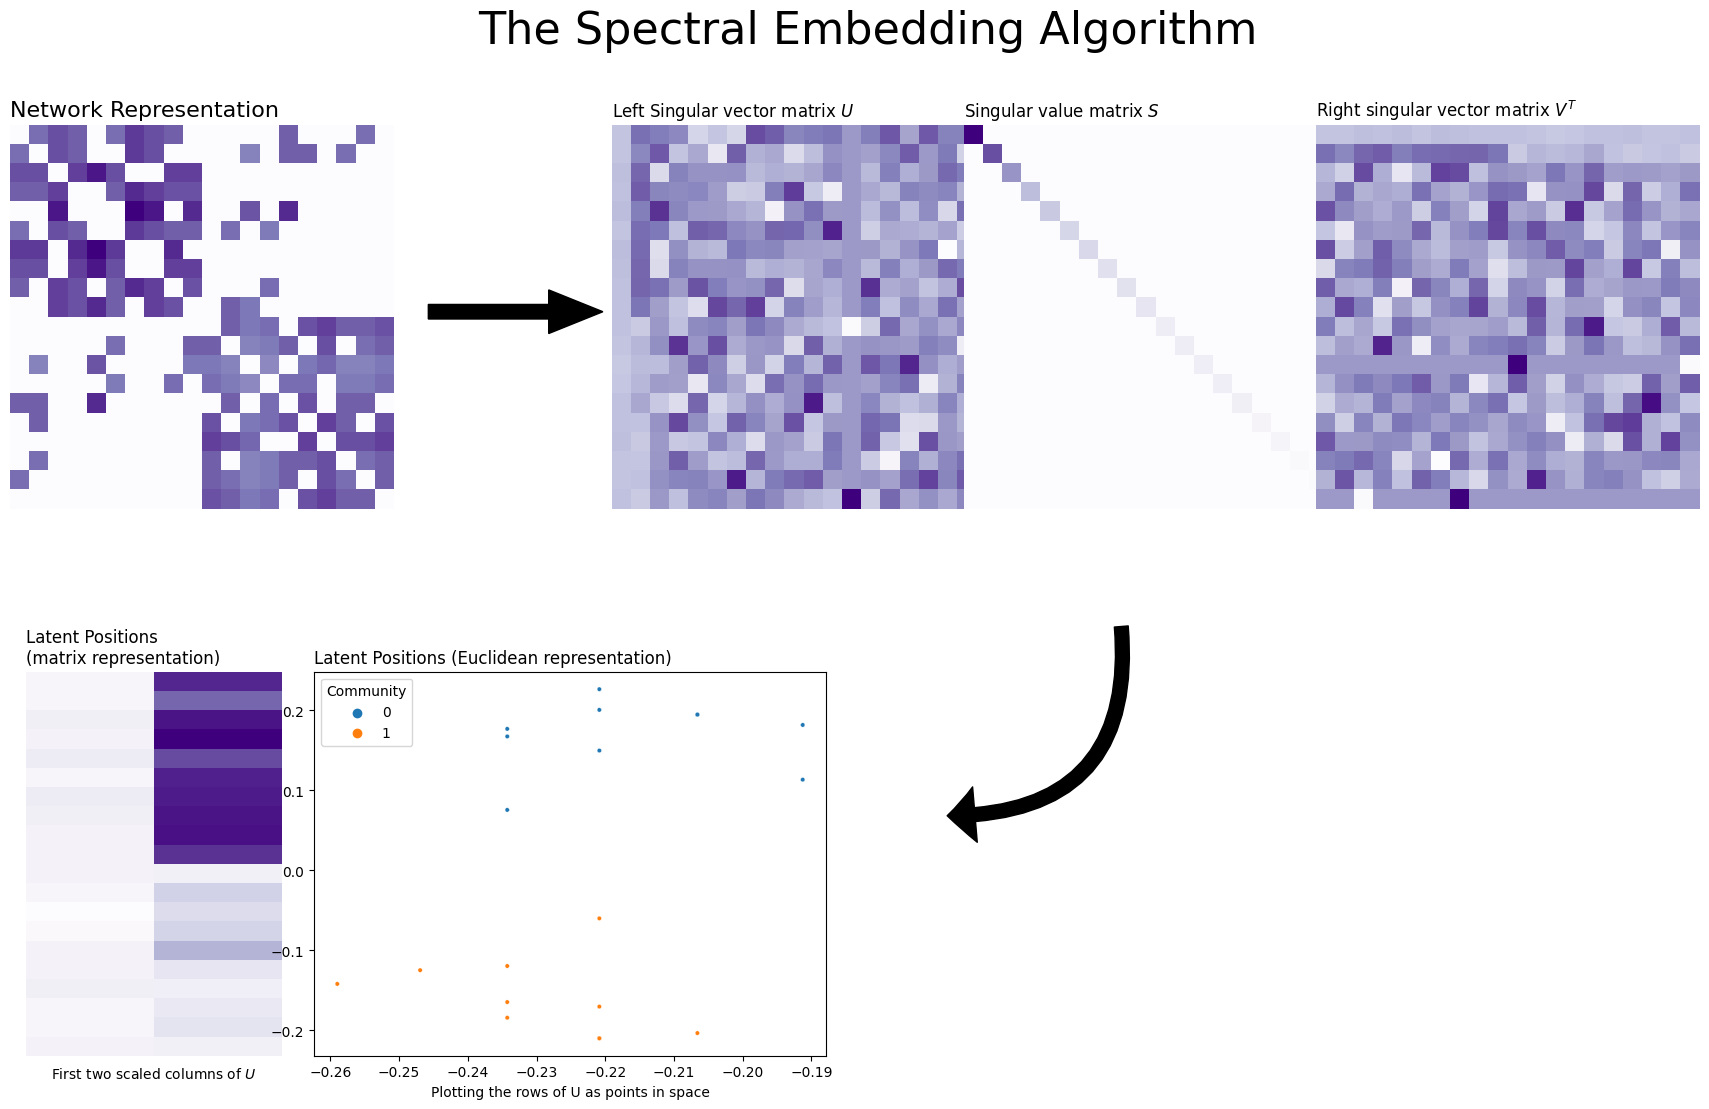 The Spectral Embedding Algorithm
Network Representation
Left Singular vector matrix U
Singular value matrix S
Right singular vector matrix V^T
Latent Positions
(matrix representation)
First two scaled columns of U
Latent Positions (Euclidean representation)
Community
0
1
0.2
0.1
0.0
−0.1
−0.2
−0.26 −0.25 −0.24 −0.23 −0.22 −0.21 −0.20 −0.19
Plotting the rows of U as points in space